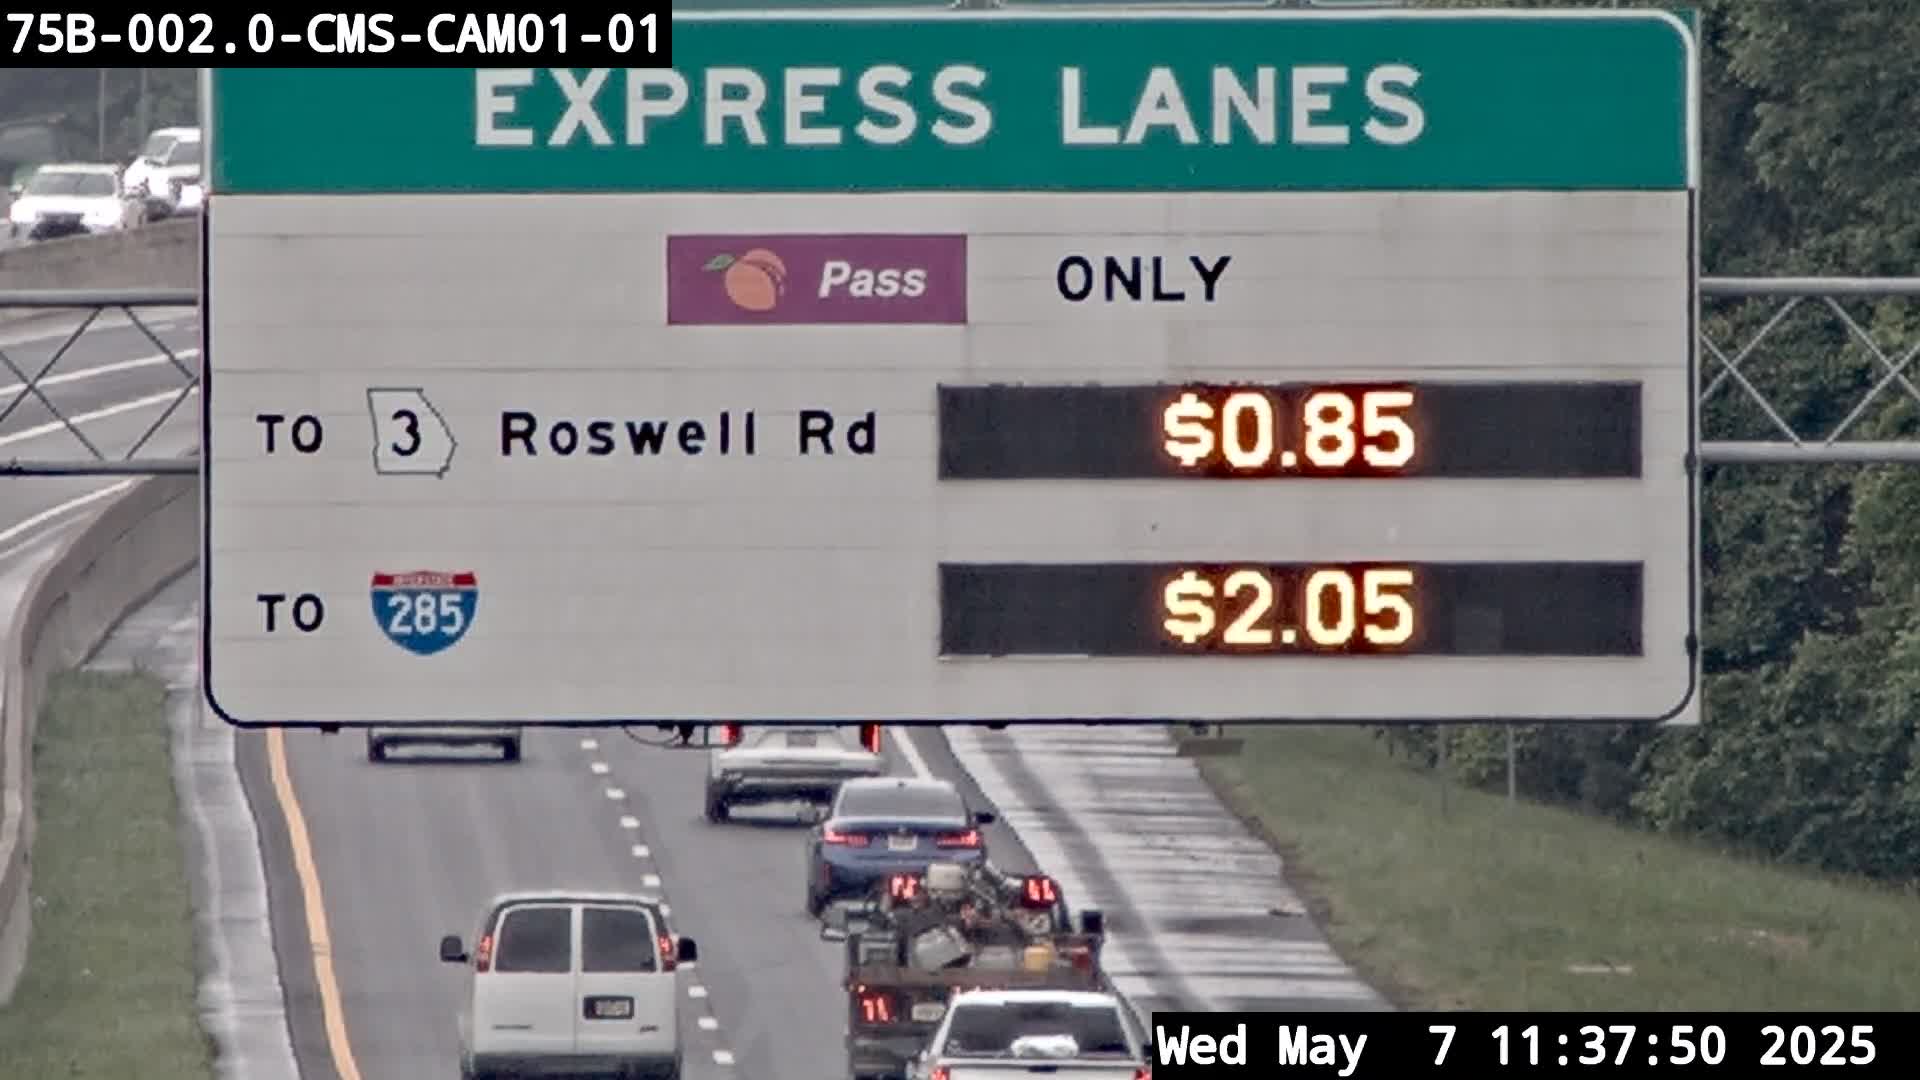 75B-002.0-CMS-CAM01-01
EXPRESS LANES
Pass ONLY
TO 3 Roswell Rd $0.85
INTERSTATE
TO 285 $2.05
Wed May 7 11:37:50 2025